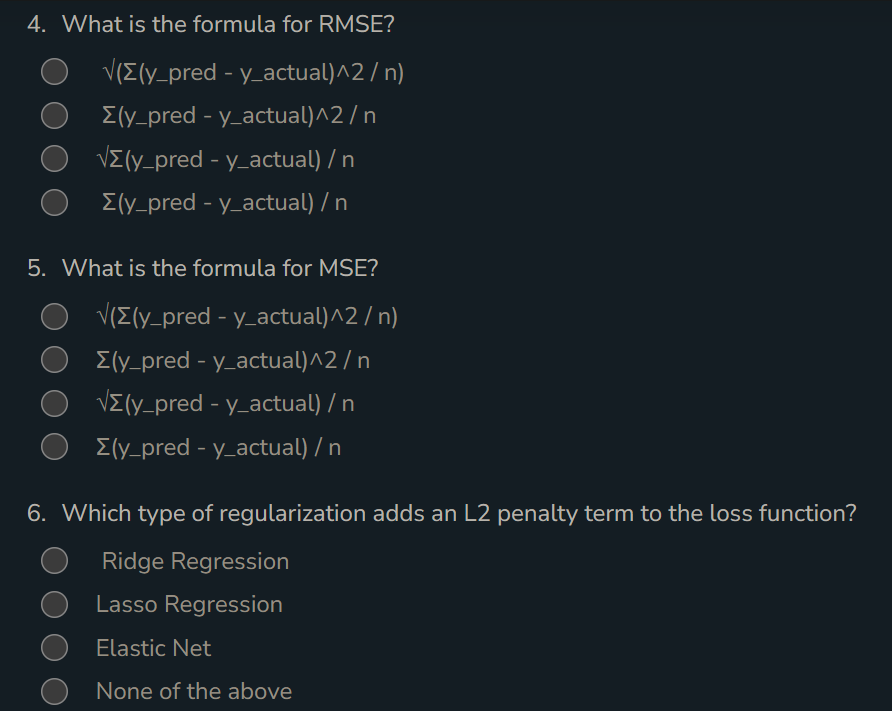 4. What is the formula for RMSE?
√(Σ(y_pred - y_actual)^2 / n)
Σ(y_pred - y_actual)^2 / n
√Σ(y_pred - y_actual) / n
Σ(y_pred - y_actual) / n
5. What is the formula for MSE?
√(Σ(y_pred - y_actual)^2 / n)
Σ(y_pred - y_actual)^2 / n
√Σ(y_pred - y_actual) / n
Σ(y_pred - y_actual) / n
6. Which type of regularization adds an L2 penalty term to the loss function?
Ridge Regression
Lasso Regression
Elastic Net
None of the above